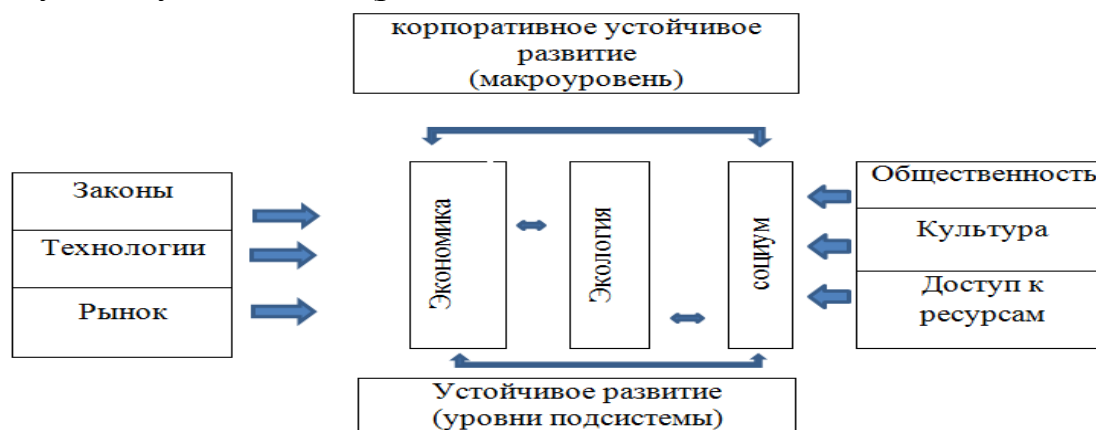 корпоративное устойчивое
развитие
(макроуровень)
Законы
Технологии
Рынок
Экономика
Экология
социум
Общественность
Культура
Доступ к
ресурсам
Устойчивое развитие
(уровни подсистемы)